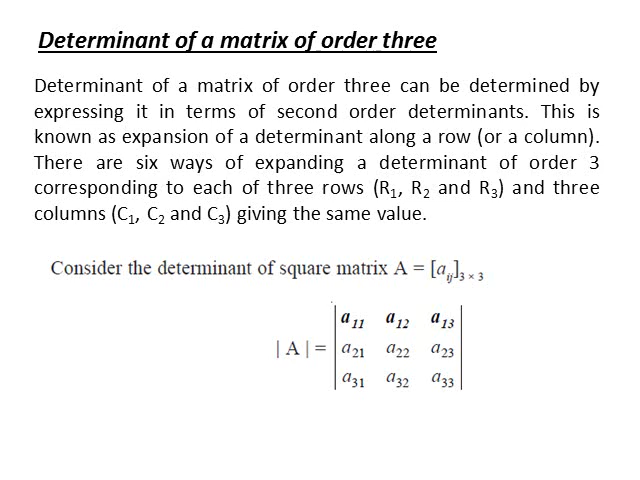 Determinant of a matrix of order three
Determinant of a matrix of order three can be determined by
expressing it in terms of second order determinants. This is
known as expansion of a determinant along a row (or a column).
There are six ways of expanding a determinant of order 3
corresponding to each of three rows (R₁, R₂ and R₃) and three
columns (C₁, C₂ and C₃) giving the same value.
Consider the determinant of square matrix A = [aᵢⱼ]₃ ₓ ₃
a₁₁ a₁₂ a₁₃
| A | = a₂₁ a₂₂ a₂₃
a₃₁ a₃₂ a₃₃